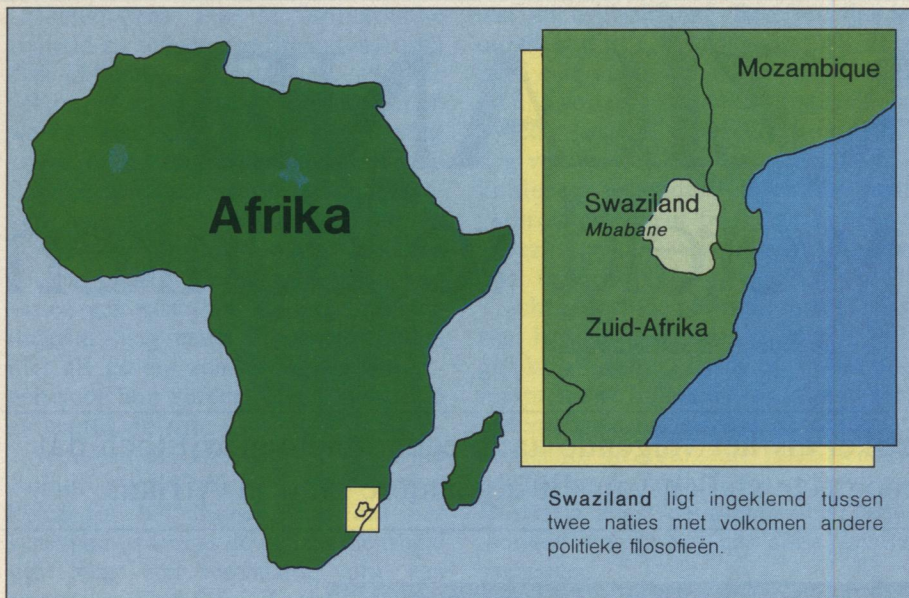 Afrika
Mozambique
Swaziland
Mbabane
Zuid-Afrika
Swaziland ligt ingeklemd tussen
twee naties met volkomen andere
politieke filosofieën.